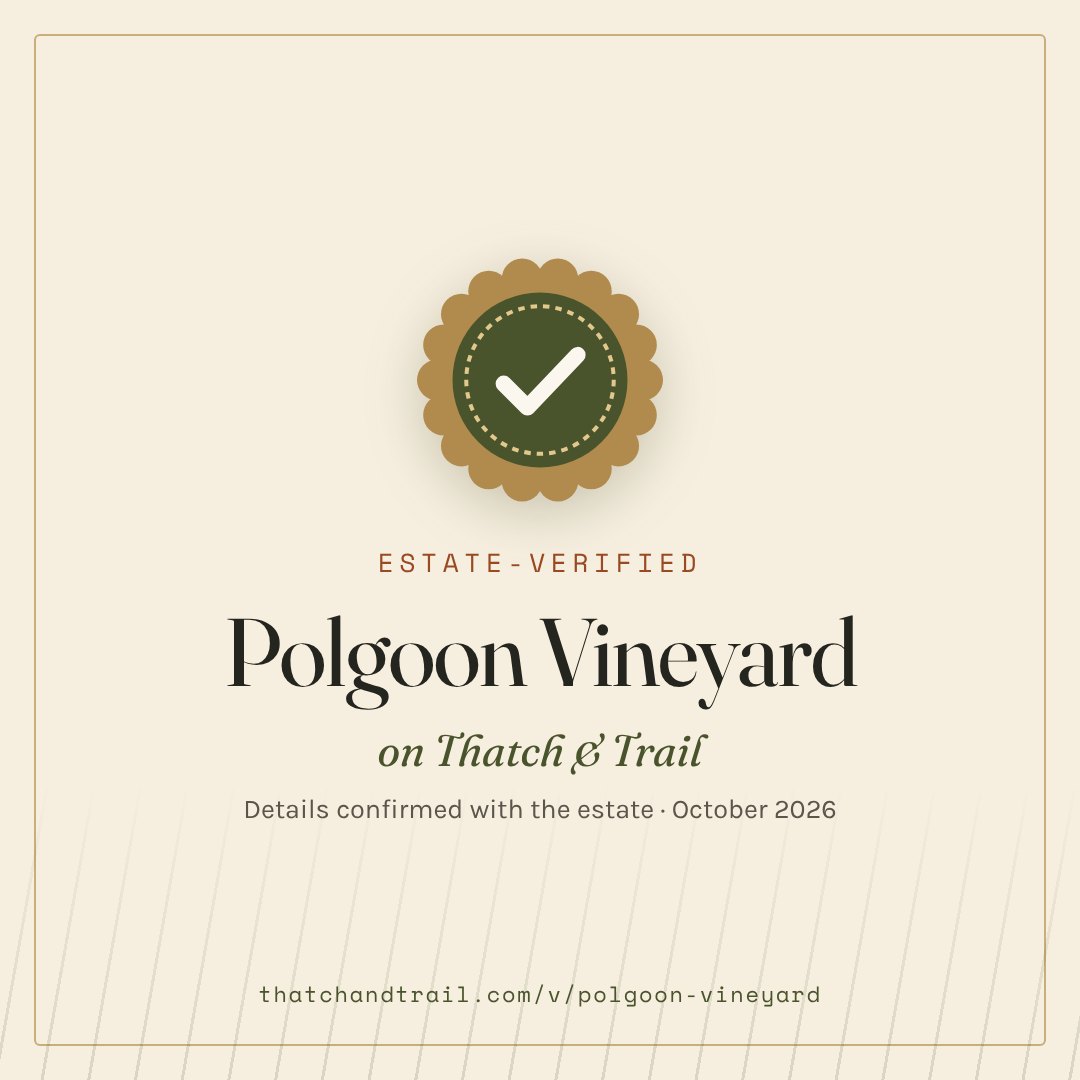 ESTATE-VERIFIED
Polgoon Vineyard
on Thatch & Trail
Details confirmed with the estate · October 2026
thatchandtrail.com/v/polgoon-vineyard